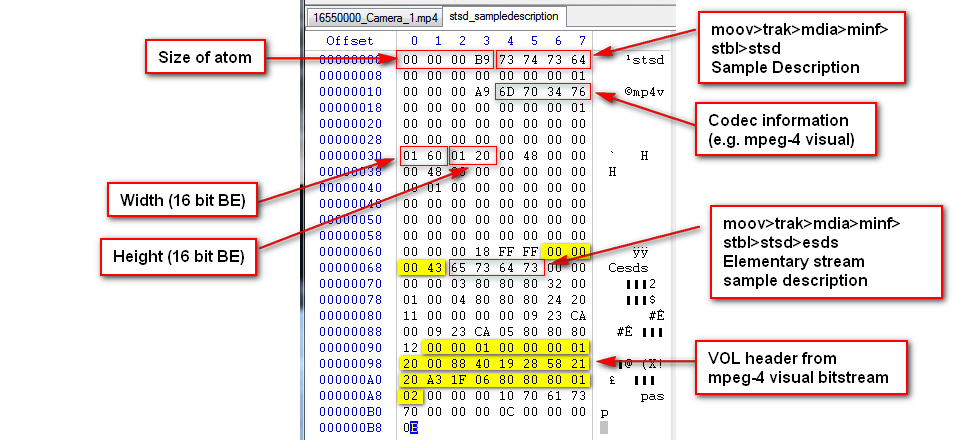 16550000_Camera_1.mp4 stsd_sampledescription
Offset 0 1 2 3 4 5 6 7
00000000 00 00 00 B9 73 74 73 64 ¹stsd
00000008 00 00 00 00 00 00 00 01
00000010 00 00 00 A9 6D 70 34 76 ©mp4v
00000018 00 00 00 00 00 00 00 01
00000020 00 00 00 00 00 00 00 00
00000028 00 00 00 00 00 00 00 00
00000030 01 60 01 20 00 48 00 00 ` H
00000038 00 48 00 00 00 00 00 00 H
00000040 00 01 00 00 00 00 00 00
00000048 00 00 00 00 00 00 00 00
00000050 00 00 00 00 00 00 00 00
00000058 00 00 00 00 00 00 00 00
00000060 00 00 00 18 FF FF 00 00 ÿÿ
00000068 00 43 65 73 64 73 00 00 Cesds
00000070 00 00 03 80 80 80 32 00 2
00000078 01 00 04 80 80 80 24 20 $
00000080 11 00 00 00 00 09 23 CA #Ê
00000088 00 09 23 CA 05 80 80 80 #Ê
00000090 12 00 00 01 00 00 00 01
00000098 20 00 88 40 19 28 58 21 @ (X!
000000A0 20 A3 1F 06 80 80 80 01 £
000000A8 02 00 00 00 10 70 61 73 pas
000000B0 70 00 00 00 0C 00 00 00 p
000000B8 0B
Size of atom
Width (16 bit BE)
Height (16 bit BE)
moov>trak>mdia>minf>
stbl>stsd
Sample Description
Codec information
(e.g. mpeg-4 visual)
moov>trak>mdia>minf>
stbl>stsd>esds
Elementary stream
sample description
VOL header from
mpeg-4 visual bitstream